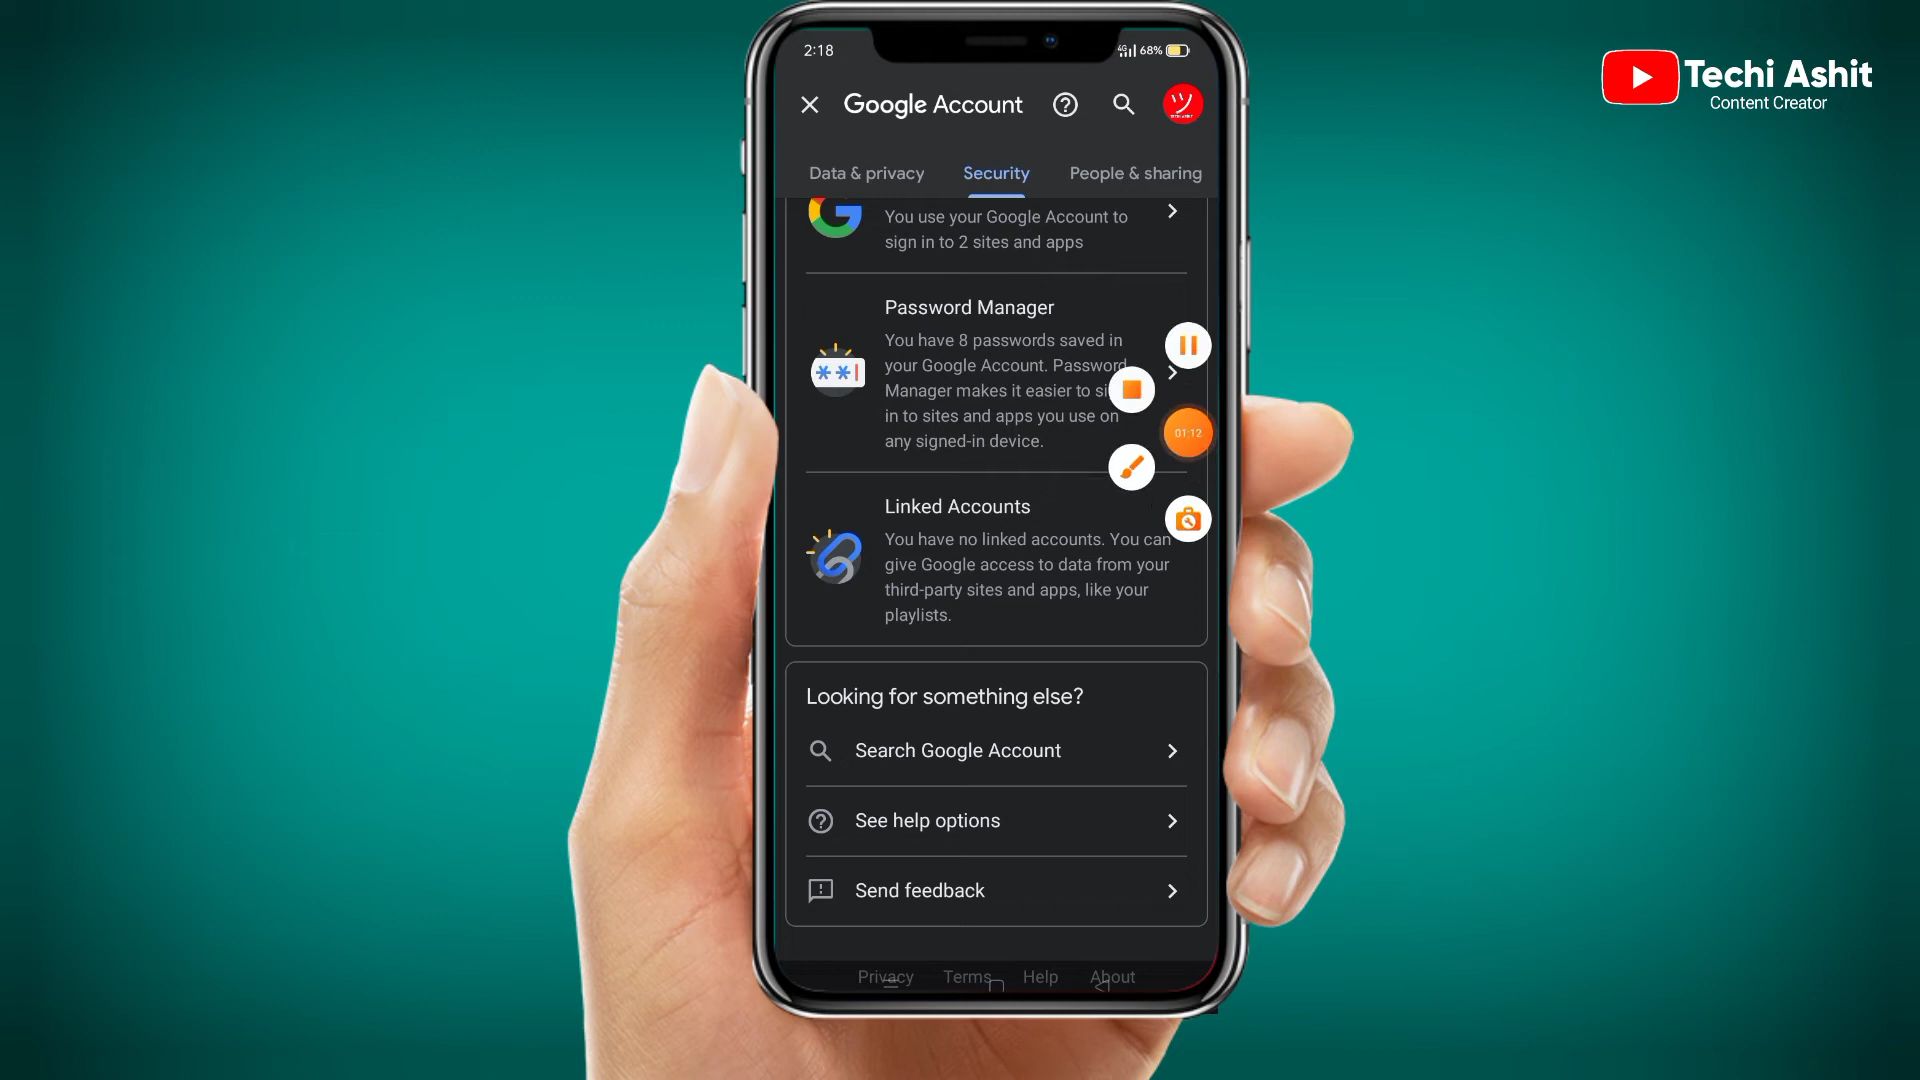 2:18
4G
68%
Techi Ashit
Content Creator
Google Account
Data & privacy
Security
People & sharing
You use your Google Account to
sign in to 2 sites and apps
Password Manager
You have 8 passwords saved in
your Google Account. Password
Manager makes it easier to si
in to sites and apps you use on
any signed-in device.
01:12
Linked Accounts
You have no linked accounts. You can
give Google access to data from your
third-party sites and apps, like your
playlists.
Looking for something else?
Search Google Account
See help options
Send feedback
Privacy
Terms
Help
About